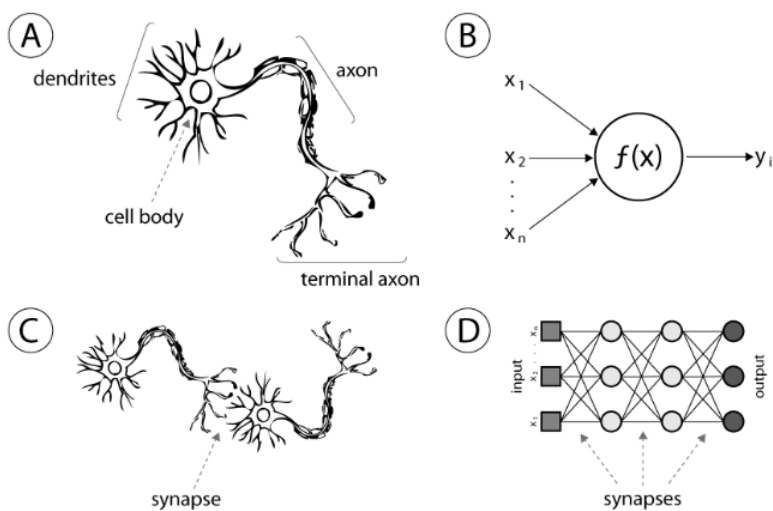 A
dendrites
axon
cell body
terminal axon
B
x1
x2
.
.
.
xn
f(x)
yi
C
synapse
D
input
xn
. . .
x2
x1
output
synapses